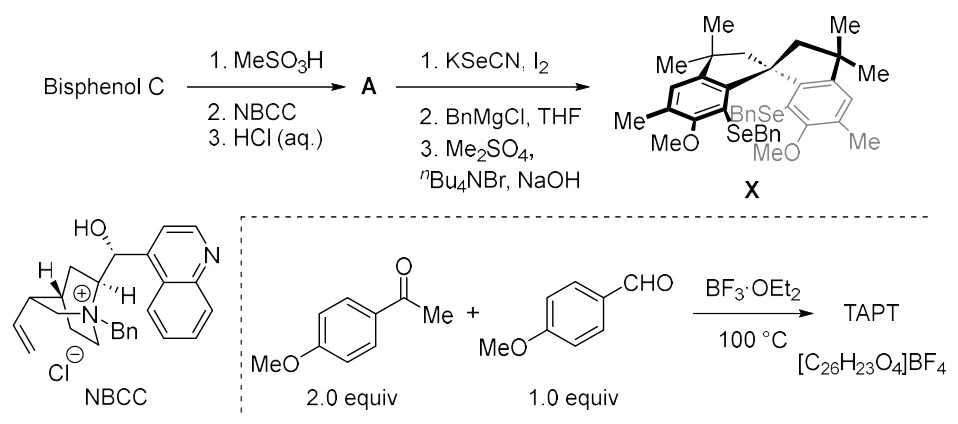 Bisphenol C
1. MeSO3H
2. NBCC
3. HCl (aq.)
A
1. KSeCN, I2
2. BnMgCl, THF
3. Me2SO4,
nBu4NBr, NaOH
Me
Me
Me
Me
BnSe
Me
MeO
SeBn
MeO
Me
X
HO
H
N
+
H
N
Bn
Cl
−
NBCC
O
Me
MeO
2.0 equiv
+
CHO
MeO
1.0 equiv
BF3·OEt2
100 °C
TAPT
[C26H23O4]BF4